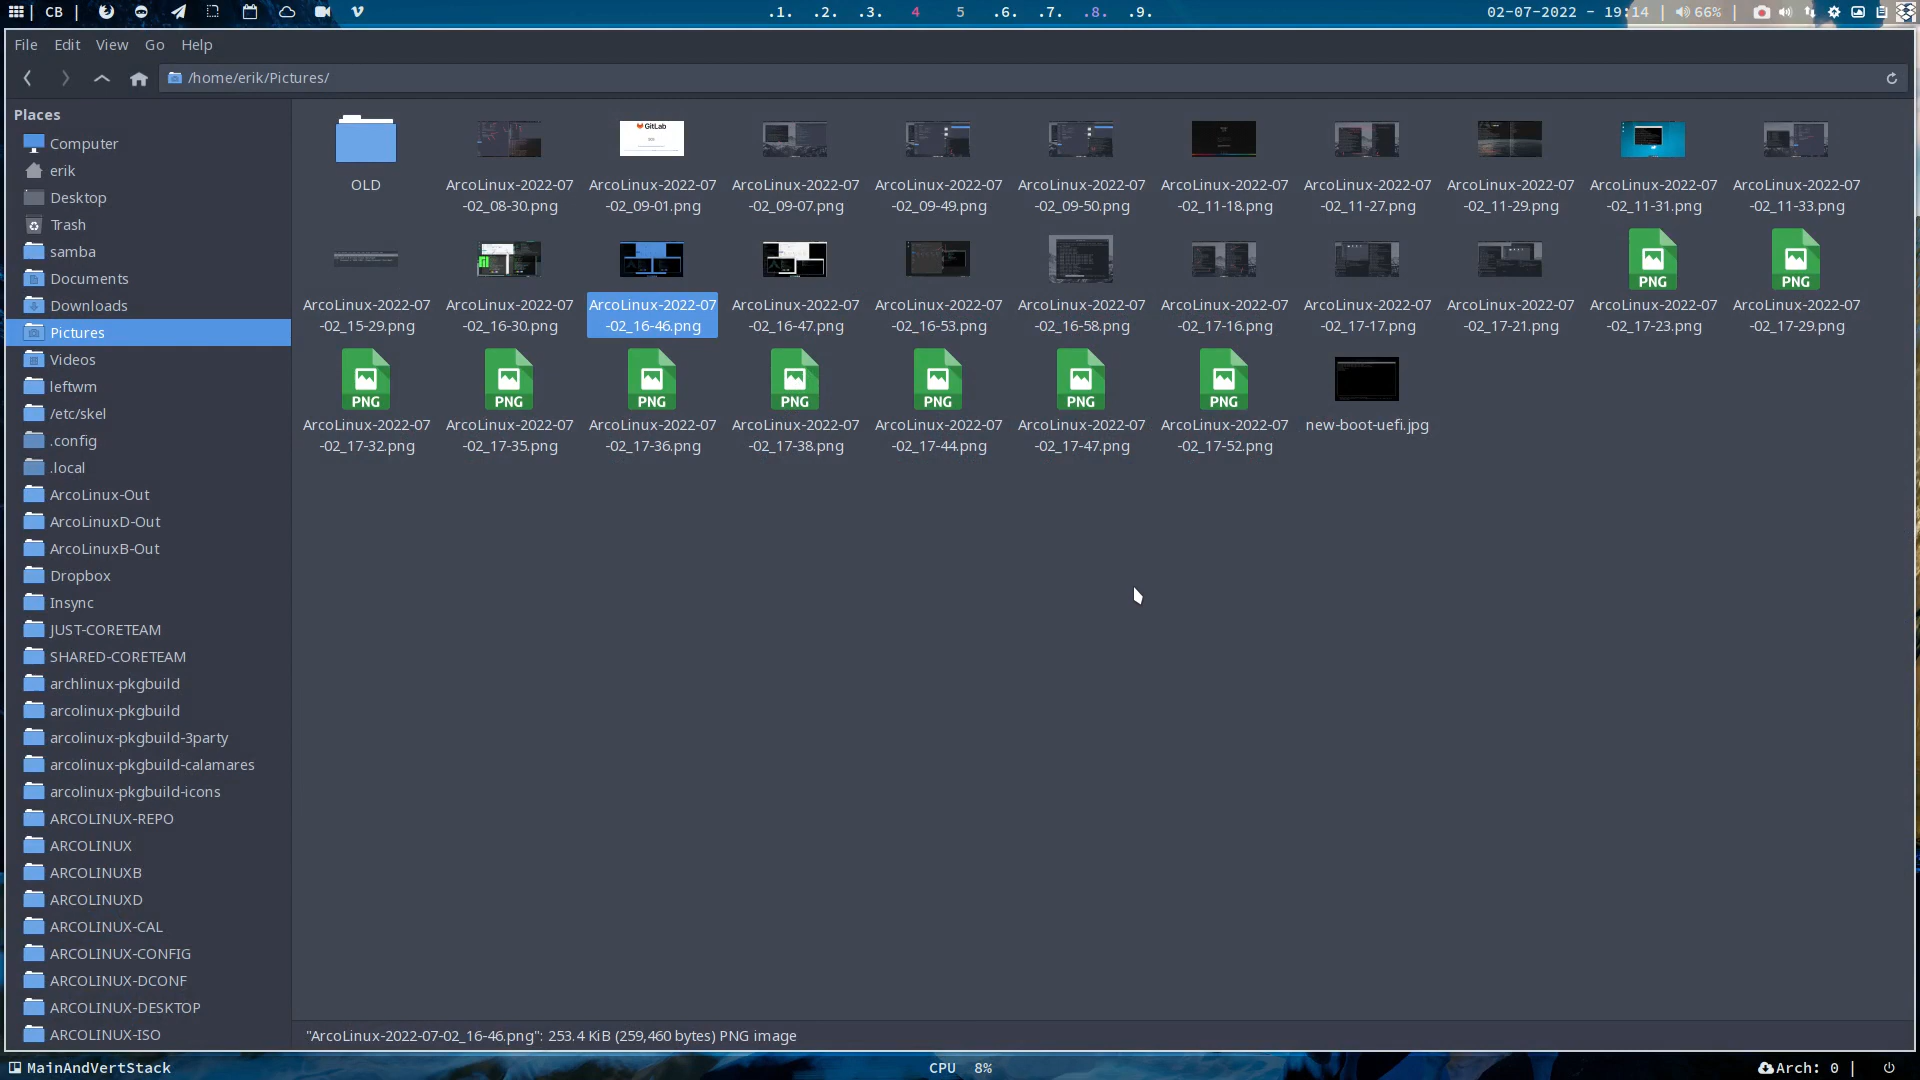 CB
.1. .2. .3. 4 5 .6. .7. .8. .9.
02-07-2022 - 19:14
66%
File Edit View Go Help
/home/erik/Pictures/
Places
Computer
erik
Desktop
Trash
samba
Documents
Downloads
Pictures
Videos
leftwm
/etc/skel
.config
.local
ArcoLinux-Out
ArcoLinuxD-Out
ArcoLinuxB-Out
Dropbox
Insync
JUST-CORETEAM
SHARED-CORETEAM
archlinux-pkgbuild
arcolinux-pkgbuild
arcolinux-pkgbuild-3party
arcolinux-pkgbuild-calamares
arcolinux-pkgbuild-icons
ARCOLINUX-REPO
ARCOLINUX
ARCOLINUXB
ARCOLINUXD
ARCOLINUX-CAL
ARCOLINUX-CONFIG
ARCOLINUX-DCONF
ARCOLINUX-DESKTOP
ARCOLINUX-ISO
GitLab
OLD
ArcoLinux-2022-07
-02_08-30.png
ArcoLinux-2022-07
-02_09-01.png
ArcoLinux-2022-07
-02_09-07.png
ArcoLinux-2022-07
-02_09-49.png
ArcoLinux-2022-07
-02_09-50.png
ArcoLinux-2022-07
-02_11-18.png
ArcoLinux-2022-07
-02_11-27.png
ArcoLinux-2022-07
-02_11-29.png
ArcoLinux-2022-07
-02_11-31.png
ArcoLinux-2022-07
-02_11-33.png
ArcoLinux-2022-07
-02_15-29.png
ArcoLinux-2022-07
-02_16-30.png
ArcoLinux-2022-07
-02_16-46.png
ArcoLinux-2022-07
-02_16-47.png
ArcoLinux-2022-07
-02_16-53.png
ArcoLinux-2022-07
-02_16-58.png
ArcoLinux-2022-07
-02_17-16.png
ArcoLinux-2022-07
-02_17-17.png
ArcoLinux-2022-07
-02_17-21.png
PNG
ArcoLinux-2022-07
-02_17-23.png
PNG
ArcoLinux-2022-07
-02_17-29.png
PNG
ArcoLinux-2022-07
-02_17-32.png
PNG
ArcoLinux-2022-07
-02_17-35.png
PNG
ArcoLinux-2022-07
-02_17-36.png
PNG
ArcoLinux-2022-07
-02_17-38.png
PNG
ArcoLinux-2022-07
-02_17-44.png
PNG
ArcoLinux-2022-07
-02_17-47.png
PNG
ArcoLinux-2022-07
-02_17-52.png
new-boot-uefi.jpg
"ArcoLinux-2022-07-02_16-46.png": 253.4 KiB (259,460 bytes) PNG image
MainAndVertStack
CPU 8%
Arch: 0